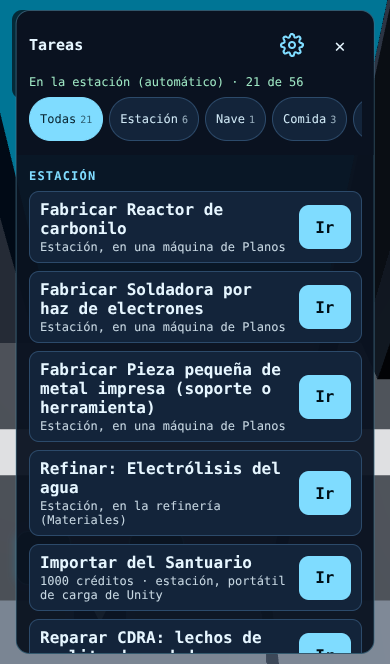 Tareas
×
En la estación (automático) · 21 de 56
Todas 21
Estación 6
Nave 1
Comida 3
ESTACIÓN
Fabricar Reactor de
carbonilo
Estación, en una máquina de Planos
Ir
Fabricar Soldadora por
haz de electrones
Estación, en una máquina de Planos
Ir
Fabricar Pieza pequeña de
metal impresa (soporte o
herramienta)
Estación, en una máquina de Planos
Ir
Refinar: Electrólisis del
agua
Estación, en la refinería
(Materiales)
Ir
Importar del Santuario
1000 créditos · estación, portátil
de carga de Unity
Ir
Reparar CDRA: lechos de
Ir